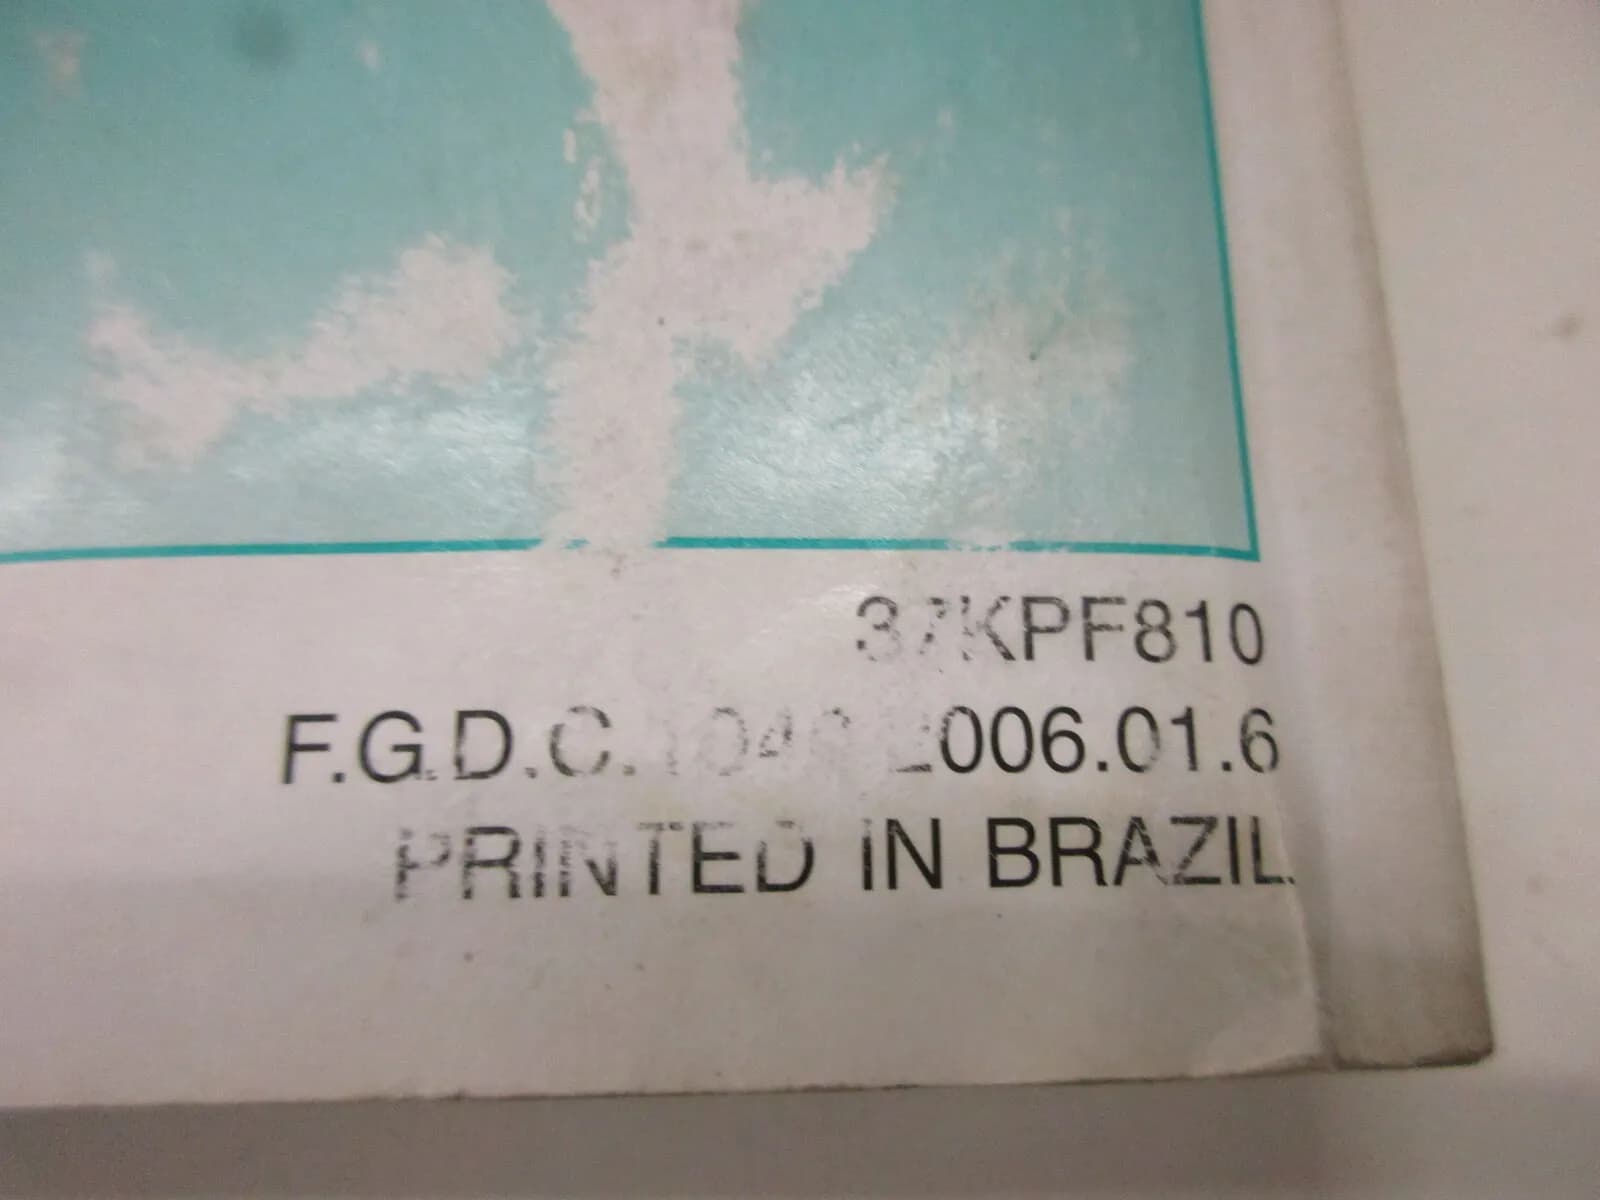 37KPF810
F.G.D.C. 2006.01.6
PRINTED IN BRAZIL